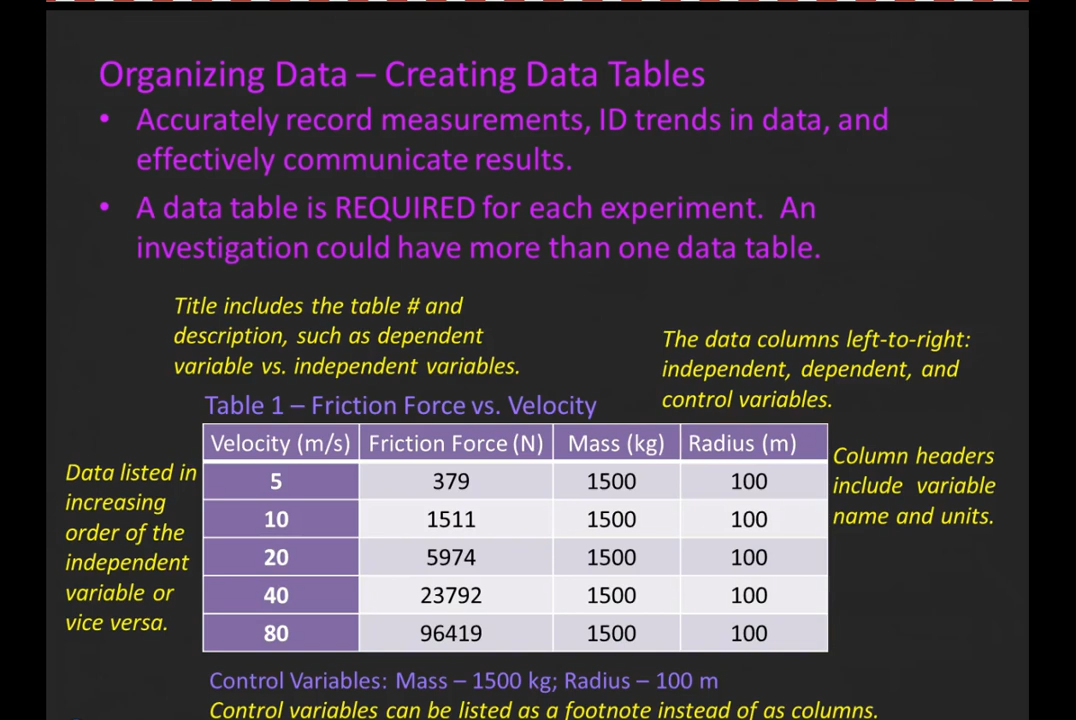 Organizing Data – Creating Data Tables
• Accurately record measurements, ID trends in data, and
effectively communicate results.
• A data table is REQUIRED for each experiment. An
investigation could have more than one data table.
Title includes the table # and
description, such as dependent
variable vs. independent variables.
The data columns left-to-right:
independent, dependent, and
control variables.
Table 1 – Friction Force vs. Velocity
Velocity (m/s) Friction Force (N) Mass (kg) Radius (m)
5 379 1500 100
10 1511 1500 100
20 5974 1500 100
40 23792 1500 100
80 96419 1500 100
Data listed in
increasing
order of the
independent
variable or
vice versa.
Column headers
include variable
name and units.
Control Variables: Mass – 1500 kg; Radius – 100 m
Control variables can be listed as a footnote instead of as columns.